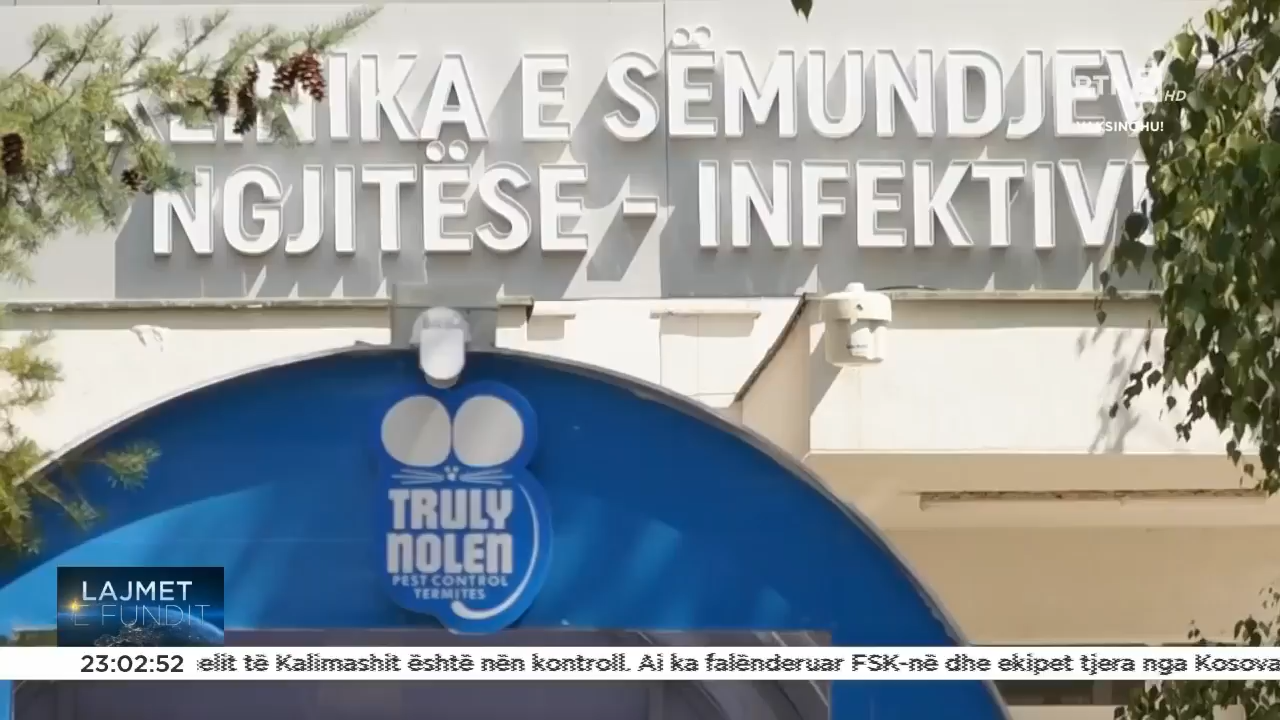 KLINIKA E SËMUNDJEVE
NGJITËSE - INFEKTIVE
HD
TRULY
NOLEN
PEST CONTROL
TERMITES
LAJMET
E FUNDIT
23:02:52 elit të Kalimashit është nën kontroll. Ai ka falënderuar FSK-në dhe ekipet tjera nga Kosova